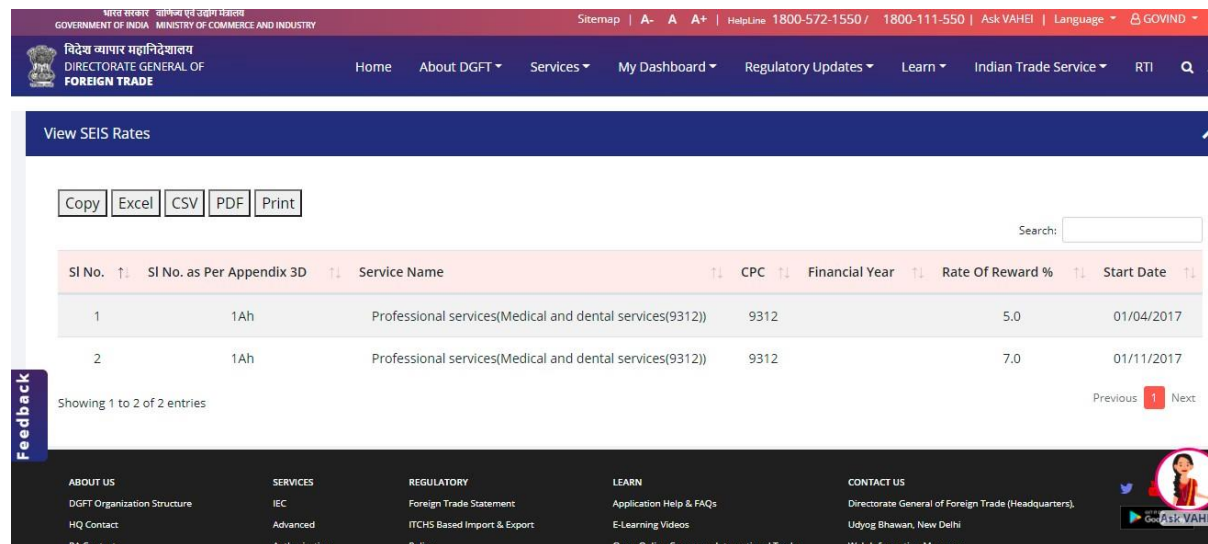 भारत सरकार वाणिज्य एवं उद्योग मंत्रालय
GOVERNMENT OF INDIA MINISTRY OF COMMERCE AND INDUSTRY
Sitemap | A- A A+ | HelpLine 1800-572-1550 / 1800-111-550 | Ask VAHEI | Language GOVIND
विदेश व्यापार महानिदेशालय
DIRECTORATE GENERAL OF
FOREIGN TRADE
Home About DGFT Services My Dashboard Regulatory Updates Learn Indian Trade Service RTI
View SEIS Rates
Copy Excel CSV PDF Print
Search:
Sl No. Sl No. as Per Appendix 3D Service Name CPC Financial Year Rate Of Reward % Start Date
1 1Ah Professional services(Medical and dental services(9312)) 9312 5.0 01/04/2017
2 1Ah Professional services(Medical and dental services(9312)) 9312 7.0 01/11/2017
Showing 1 to 2 of 2 entries
Previous 1 Next
Feedback
ABOUT US SERVICES REGULATORY LEARN CONTACT US
DGFT Organization Structure IEC Foreign Trade Statement Application Help & FAQs Directorate General of Foreign Trade (Headquarters),
HQ Contact Advanced ITCHS Based Import & Export E-Learning Videos Udyog Bhawan, New Delhi
Ask VAHE